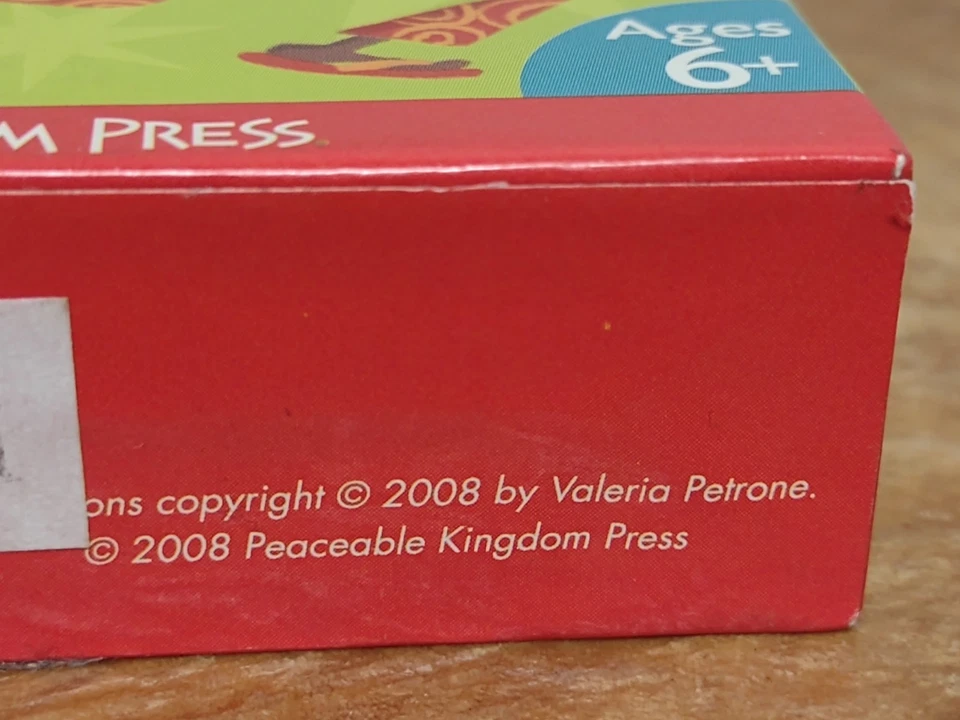 Ages
6+
M PRESS
ons copyright © 2008 by Valeria Petrone.
© 2008 Peaceable Kingdom Press